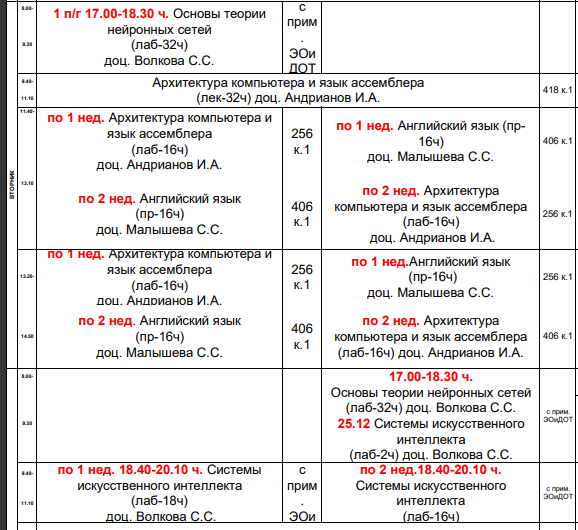 ВТОРНИК
8.00-
9.30
1 п/г 17.00-18.30 ч. Основы теории
нейронных сетей
(лаб-32ч)
доц. Волкова С.С.
с
прим
.
ЭОи
ДОТ
9.40-
11.10
Архитектура компьютера и язык ассемблера
(лек-32ч) доц. Андрианов И.А.
418 к.1
11.40-
13.10
по 1 нед. Архитектура компьютера и
язык ассемблера
(лаб-16ч)
доц. Андрианов И.А.
256
к.1
по 1 нед. Английский язык (пр-
16ч)
доц. Малышева С.С.
406 к.1
по 2 нед. Английский язык
(пр-16ч)
доц. Малышева С.С.
406
к.1
по 2 нед. Архитектура
компьютера и язык ассемблера
(лаб-16ч)
доц. Андрианов И.А.
256 к.1
13.20-
14.50
по 1 нед. Архитектура компьютера и
язык ассемблера
(лаб-16ч)
доц. Андрианов И.А.
256
к.1
по 1 нед.Английский язык
(пр-16ч)
доц. Малышева С.С.
256 к.1
по 2 нед. Английский язык
(пр-16ч)
доц. Малышева С.С.
406
к.1
по 2 нед. Архитектура
компьютера и язык ассемблера
(лаб-16ч) доц. Андрианов И.А.
406 к.1
8.00-
9.30
17.00-18.30 ч.
Основы теории нейронных сетей
(лаб-32ч) доц. Волкова С.С.
25.12 Системы искусственного
интеллекта
(лаб-2ч) доц. Волкова С.С.
с прим.
ЭОиДОТ
9.40-
11.10
по 1 нед. 18.40-20.10 ч. Системы
искусственного интеллекта
(лаб-18ч)
доц. Волкова С.С.
с
прим
.
ЭОи
по 2 нед.18.40-20.10 ч.
Системы искусственного
интеллекта
(лаб-16ч)
с прим.
ЭОиДОТ